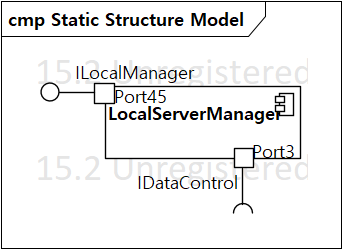 cmp Static Structure Model
15.2 Unregistered
ILocalManager
Port45
LocalServerManager
15.2 Unregistered
Port3
IDataControl